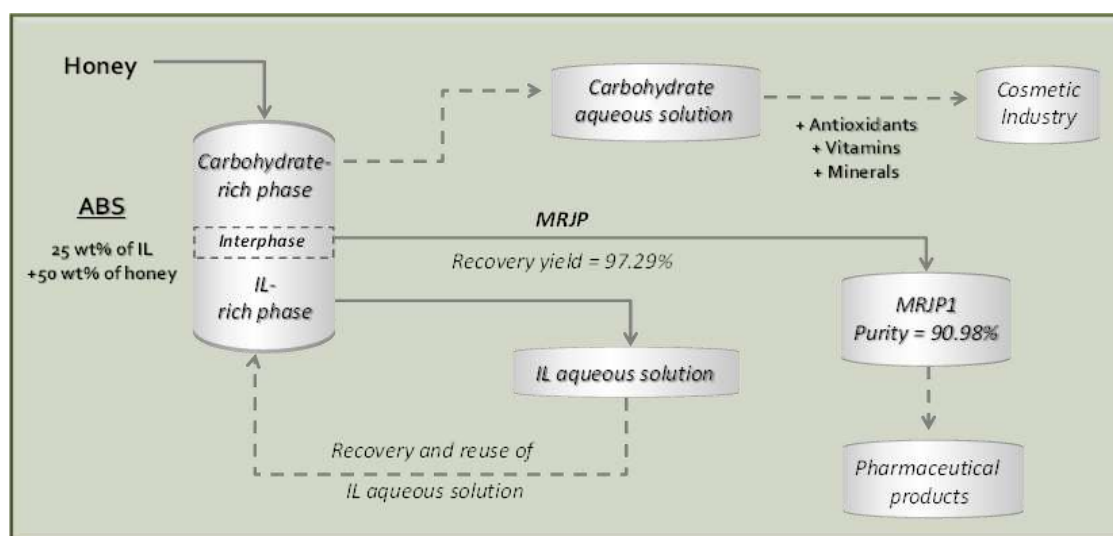 Honey
Carbohydrate-
rich phase
Interphase
IL-
rich phase
ABS
25 wt% of IL
+50 wt% of honey
Carbohydrate
aqueous solution
+ Antioxidants
+ Vitamins
+ Minerals
Cosmetic
Industry
MRJP
Recovery yield = 97.29%
MRJP1
Purity = 90.98%
IL aqueous solution
Recovery and reuse of
IL aqueous solution
Pharmaceutical
products